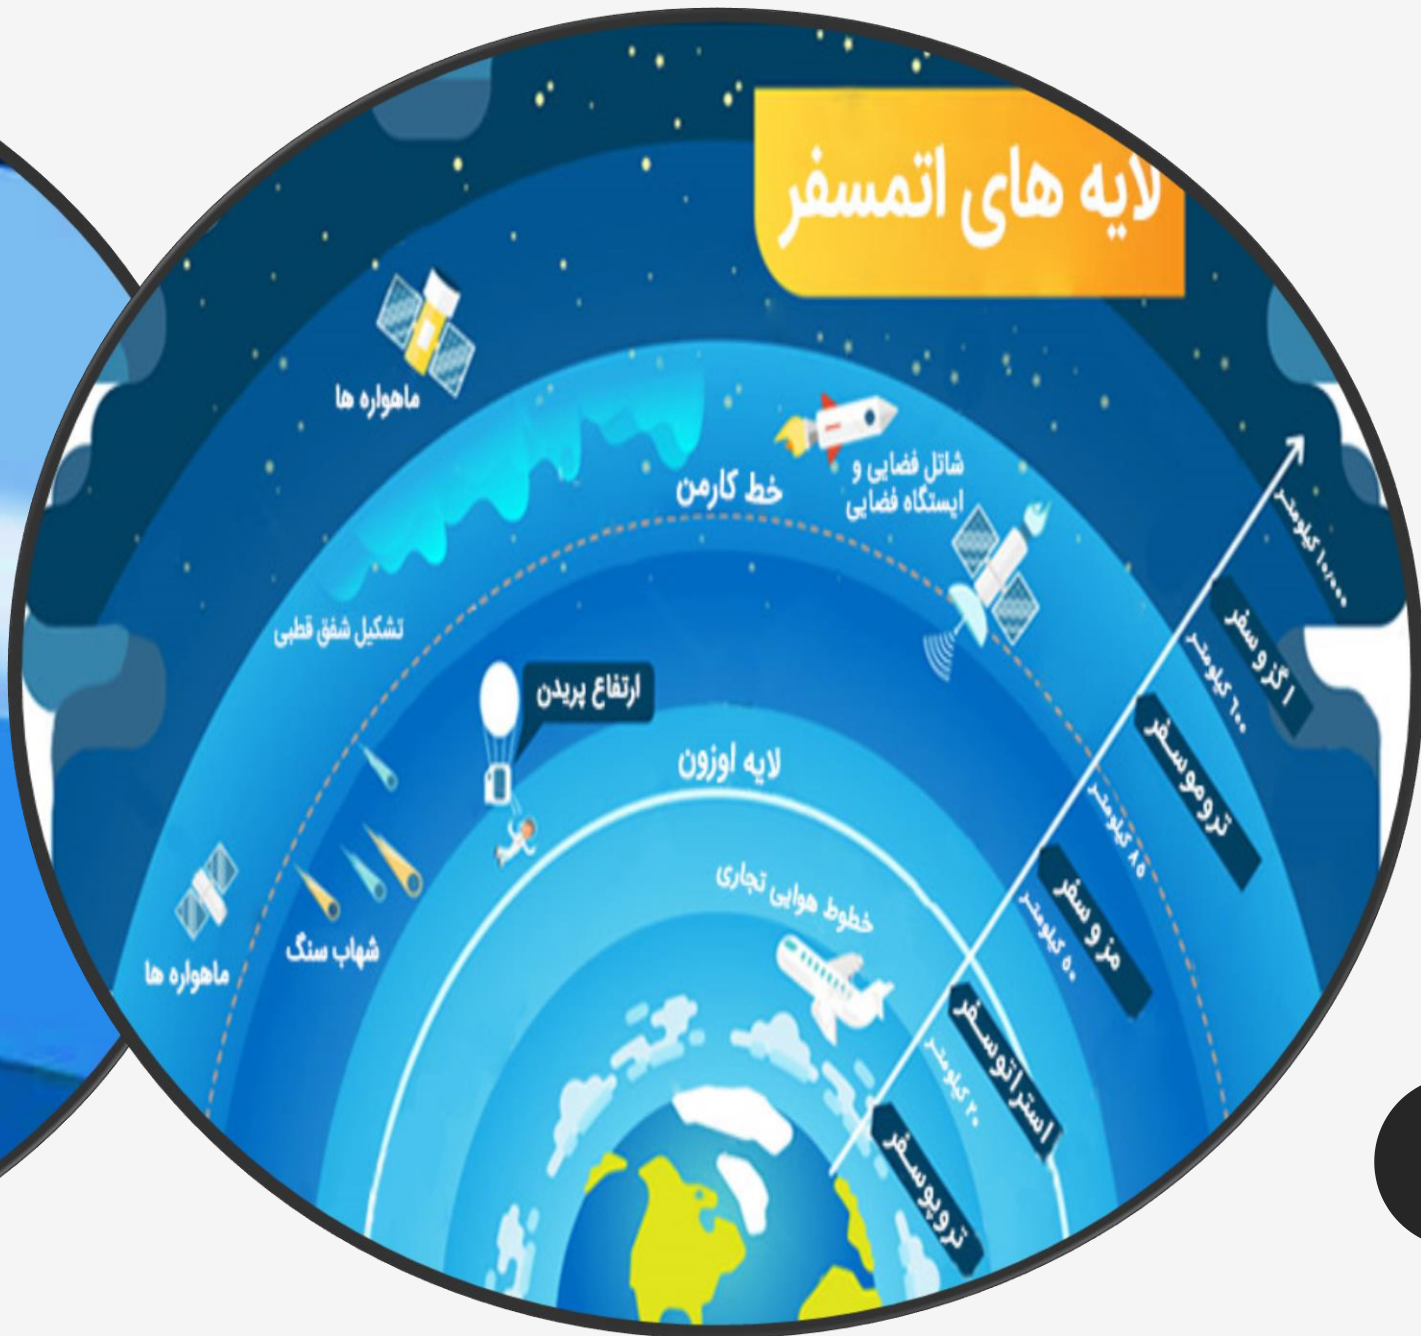 لایه های اتمسفر
ماهواره ها
شاتل فضایی و
ایستگاه فضایی
خط کارمن
تشکیل شفق قطبی
ارتفاع پریدن
لایه اوزون
خطوط هوایی تجاری
شهاب سنگ
ماهواره ها
۱۰/۰۰۰ کیلومتر
اگزوسفر
۶۰۰ کیلومتر
ترموسفر
۸۵ کیلومتر
مزوسفر
۵۰ کیلومتر
استراتوسفر
۲۰ کیلومتر
تروپوسفر